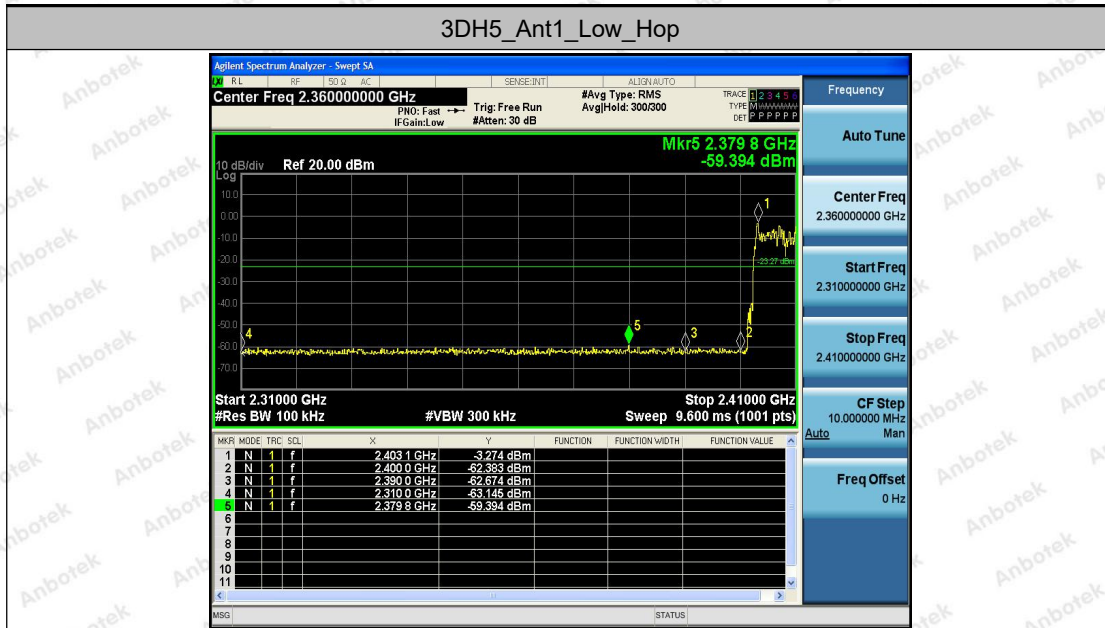 3DH5_Ant1_Low_Hop
Agilent Spectrum Analyzer - Swept SA
RL RF 50 Ω AC SENSE:INT ALIGN AUTO
Center Freq 2.360000000 GHz
PNO: Fast
IFGain:Low
Trig: Free Run
#Atten: 30 dB
#Avg Type: RMS
Avg|Hold: 300/300
TRACE 1 2 3 4 5 6
TYPE M
DET P P P P P P
Mkr5 2.379 8 GHz
-59.394 dBm
10 dB/div Ref 20.00 dBm
Log
10.0
0.00
-10.0
-20.0
-30.0
-40.0
-50.0
-60.0
-70.0
1
-23.27 dBm
4
5
3
2
Start 2.31000 GHz Stop 2.41000 GHz
#Res BW 100 kHz #VBW 300 kHz Sweep 9.600 ms (1001 pts)
MKR MODE TRC SCL X Y FUNCTION FUNCTION WIDTH FUNCTION VALUE
1 N 1 f 2.403 1 GHz -3.274 dBm
2 N 1 f 2.400 0 GHz -62.383 dBm
3 N 1 f 2.390 0 GHz -62.674 dBm
4 N 1 f 2.310 0 GHz -63.145 dBm
5 N 1 f 2.379 8 GHz -59.394 dBm
6
7
8
9
10
11
MSG STATUS
Frequency
Auto Tune
Center Freq
2.360000000 GHz
Start Freq
2.310000000 GHz
Stop Freq
2.410000000 GHz
CF Step
10.000000 MHz
Auto Man
Freq Offset
0 Hz
Anbotek